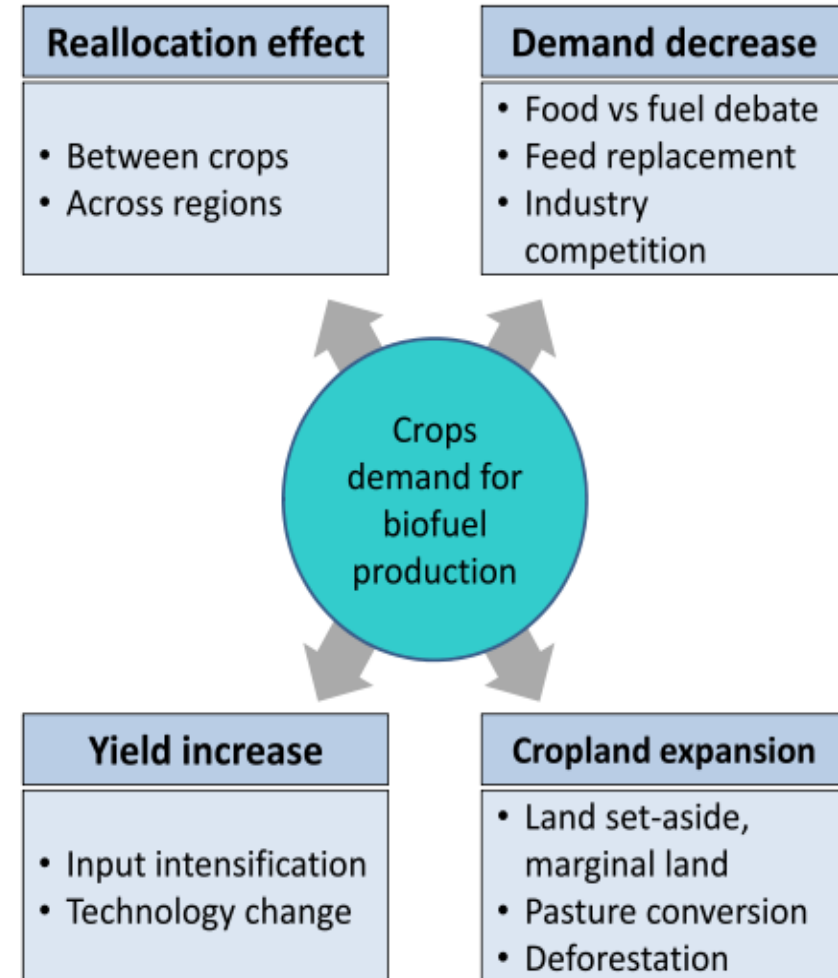 Reallocation effect
• Between crops
• Across regions
Demand decrease
• Food vs fuel debate
• Feed replacement
• Industry
competition
Crops
demand for
biofuel
production
Yield increase
• Input intensification
• Technology change
Cropland expansion
• Land set-aside,
marginal land
• Pasture conversion
• Deforestation